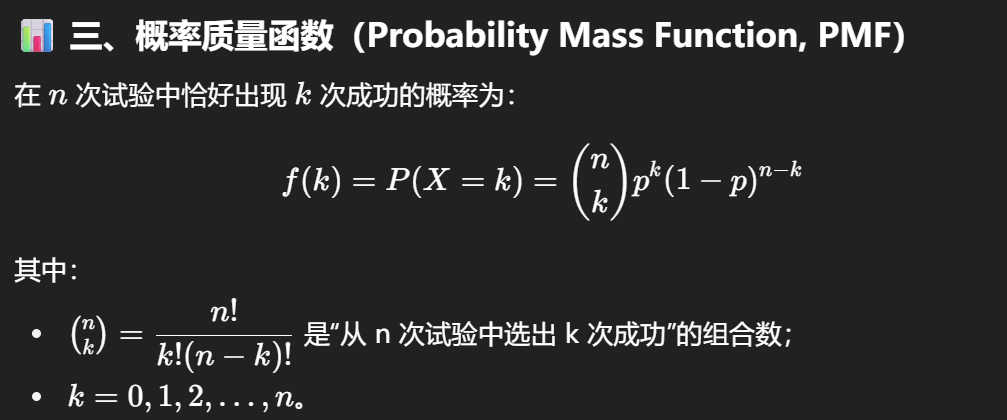 📊 三、概率质量函数（Probability Mass Function, PMF）
在 n 次试验中恰好出现 k 次成功的概率为：
f(k) = P(X = k) = \binom{n}{k} p^k (1 − p)^{n−k}
其中：
• \binom{n}{k} = \frac{n!}{k!(n − k)!} 是“从 n 次试验中选出 k 次成功”的组合数；
• k = 0, 1, 2, …, n。